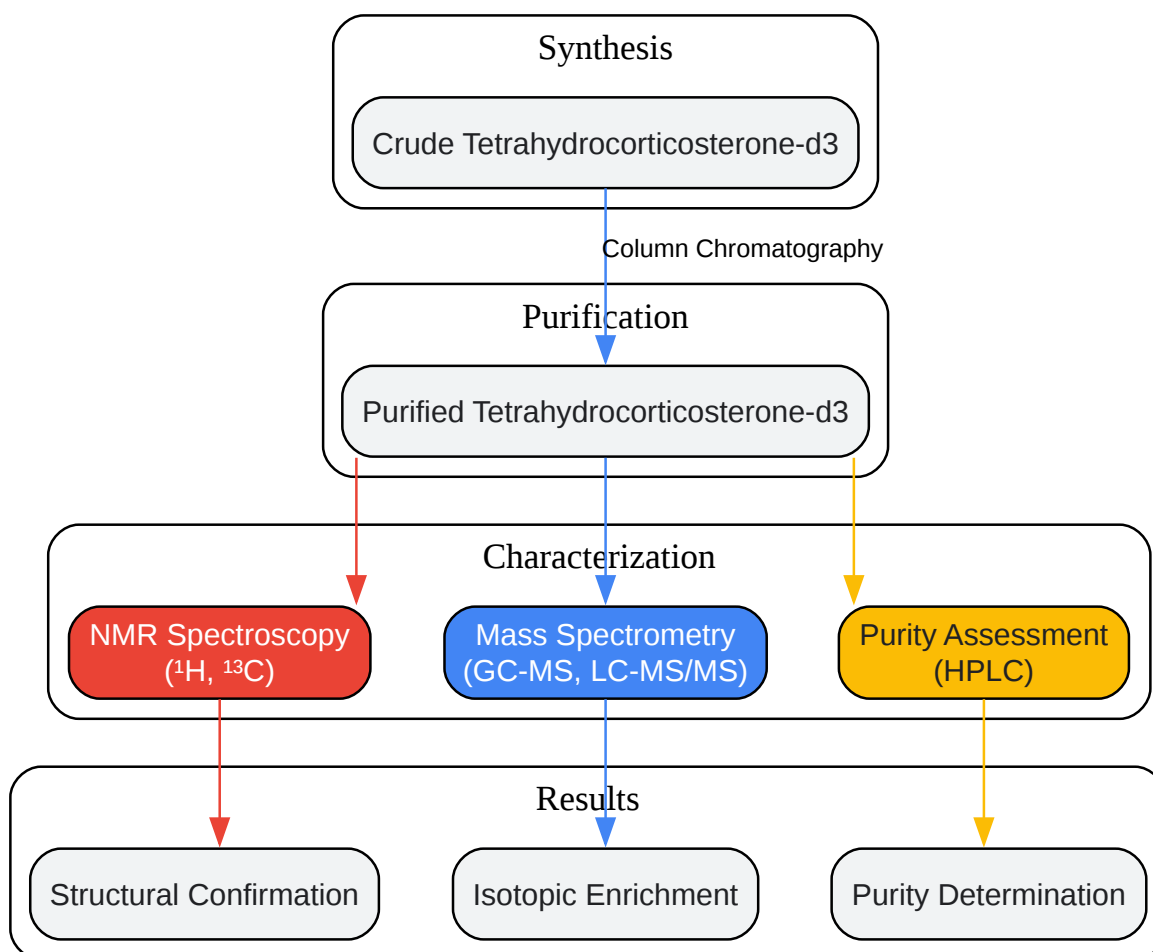 Synthesis
Crude Tetrahydrocorticosterone-d3
Column Chromatography
Purification
Purified Tetrahydrocorticosterone-d3
Characterization
NMR Spectroscopy
(¹H, ¹³C)
Mass Spectrometry
(GC-MS, LC-MS/MS)
Purity Assessment
(HPLC)
Results
Structural Confirmation
Isotopic Enrichment
Purity Determination